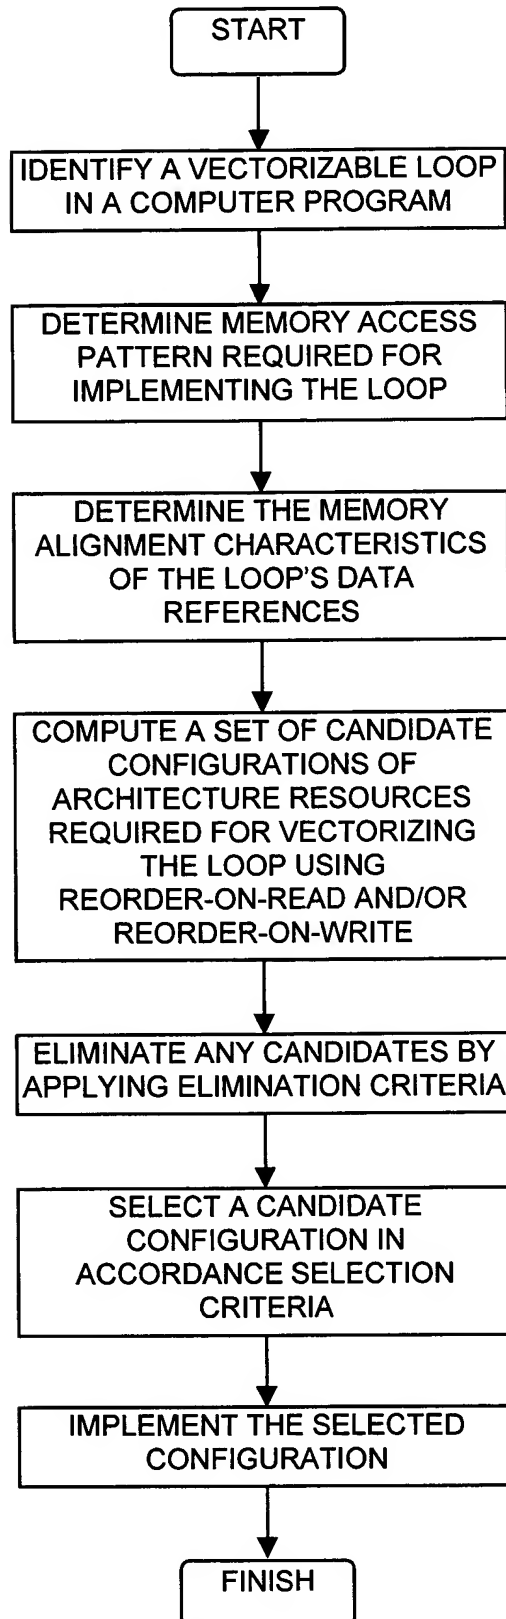 START
IDENTIFY A VECTORIZABLE LOOP
IN A COMPUTER PROGRAM
DETERMINE MEMORY ACCESS
PATTERN REQUIRED FOR
IMPLEMENTING THE LOOP
DETERMINE THE MEMORY
ALIGNMENT CHARACTERISTICS
OF THE LOOP'S DATA
REFERENCES
COMPUTE A SET OF CANDIDATE
CONFIGURATIONS OF
ARCHITECTURE RESOURCES
REQUIRED FOR VECTORIZING
THE LOOP USING
REORDER-ON-READ AND/OR
REORDER-ON-WRITE
ELIMINATE ANY CANDIDATES BY
APPLYING ELIMINATION CRITERIA
SELECT A CANDIDATE
CONFIGURATION IN
ACCORDANCE SELECTION
CRITERIA
IMPLEMENT THE SELECTED
CONFIGURATION
FINISH